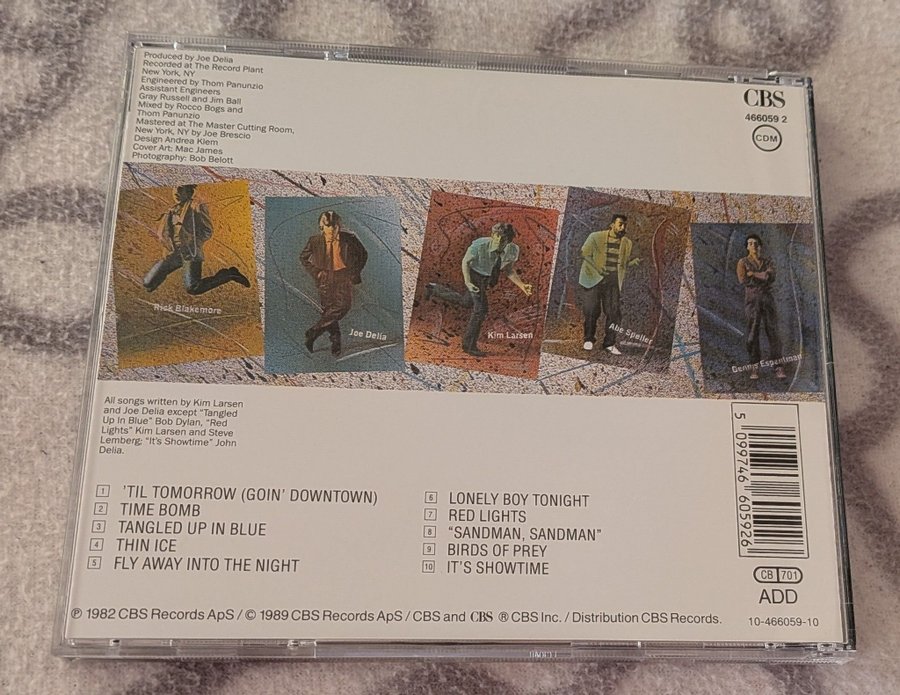 Produced by Joe Delia
Recorded at The Record Plant
New York, NY
Engineered by Thom Panunzio
Assistant Engineers
Gray Russell and Jim Ball
Mixed by Rocco Bogs and
Thom Panunzio
Mastered at The Master Cutting Room,
New York, NY by Joe Brescio
Design Andrea Klem
Cover Art: Mac James
Photography: Bob Belott
CBS
466059 2
CDM
Rick Blakemore
Joe Delia
Kim Larsen
Abe Speller
Dennis Espantman
All songs written by Kim Larsen
and Joe Delia except “Tangled
Up In Blue” Bob Dylan, “Red
Lights” Kim Larsen and Steve
Lemberg; “It’s Showtime” John
Delia.
1 ’TIL TOMORROW (GOIN’ DOWNTOWN)
2 TIME BOMB
3 TANGLED UP IN BLUE
4 THIN ICE
5 FLY AWAY INTO THE NIGHT
6 LONELY BOY TONIGHT
7 RED LIGHTS
8 “SANDMAN, SANDMAN”
9 BIRDS OF PREY
10 IT’S SHOWTIME
5 099746 605926
CB 701
ADD
℗ 1982 CBS Records ApS / © 1989 CBS Records ApS / CBS and CBS ® CBS Inc. / Distribution CBS Records.
10-466059-10